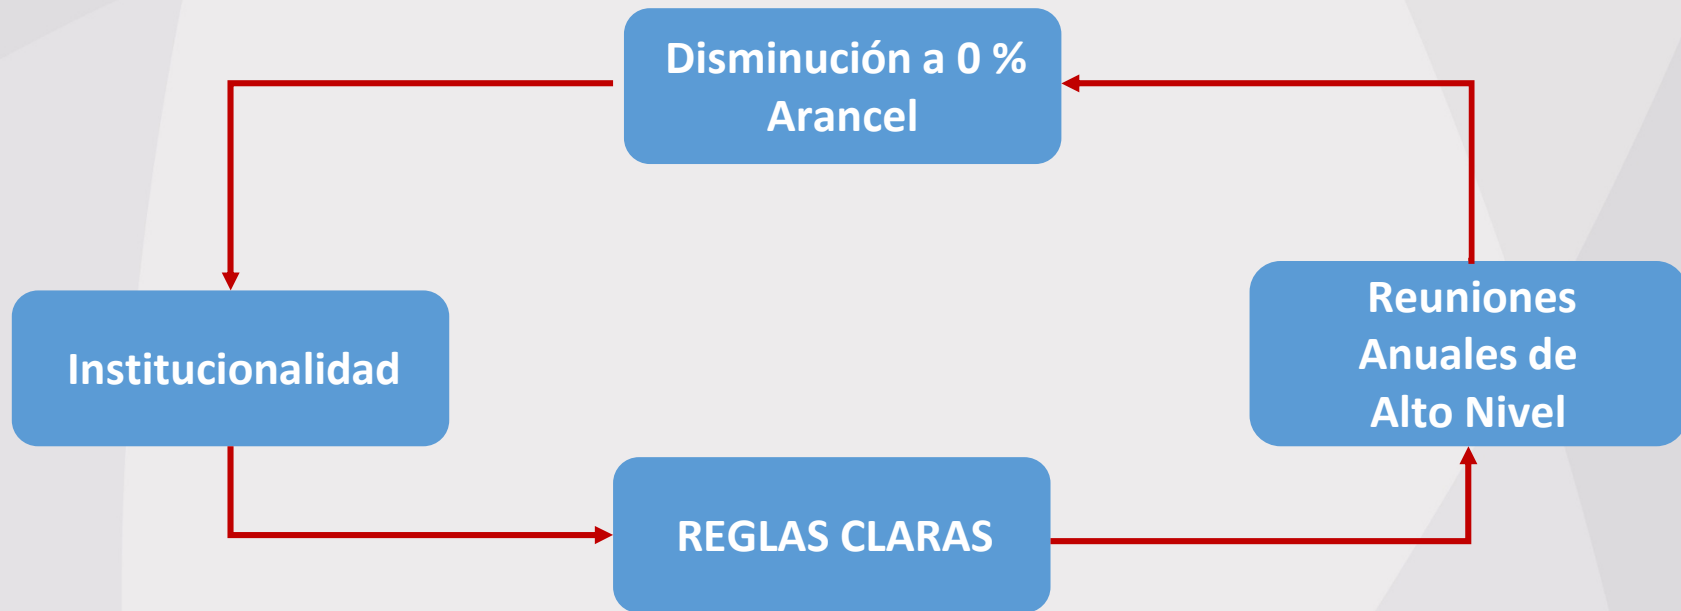 Disminución a 0 %
Arancel
Institucionalidad
REGLAS CLARAS
Reuniones
Anuales de
Alto Nivel